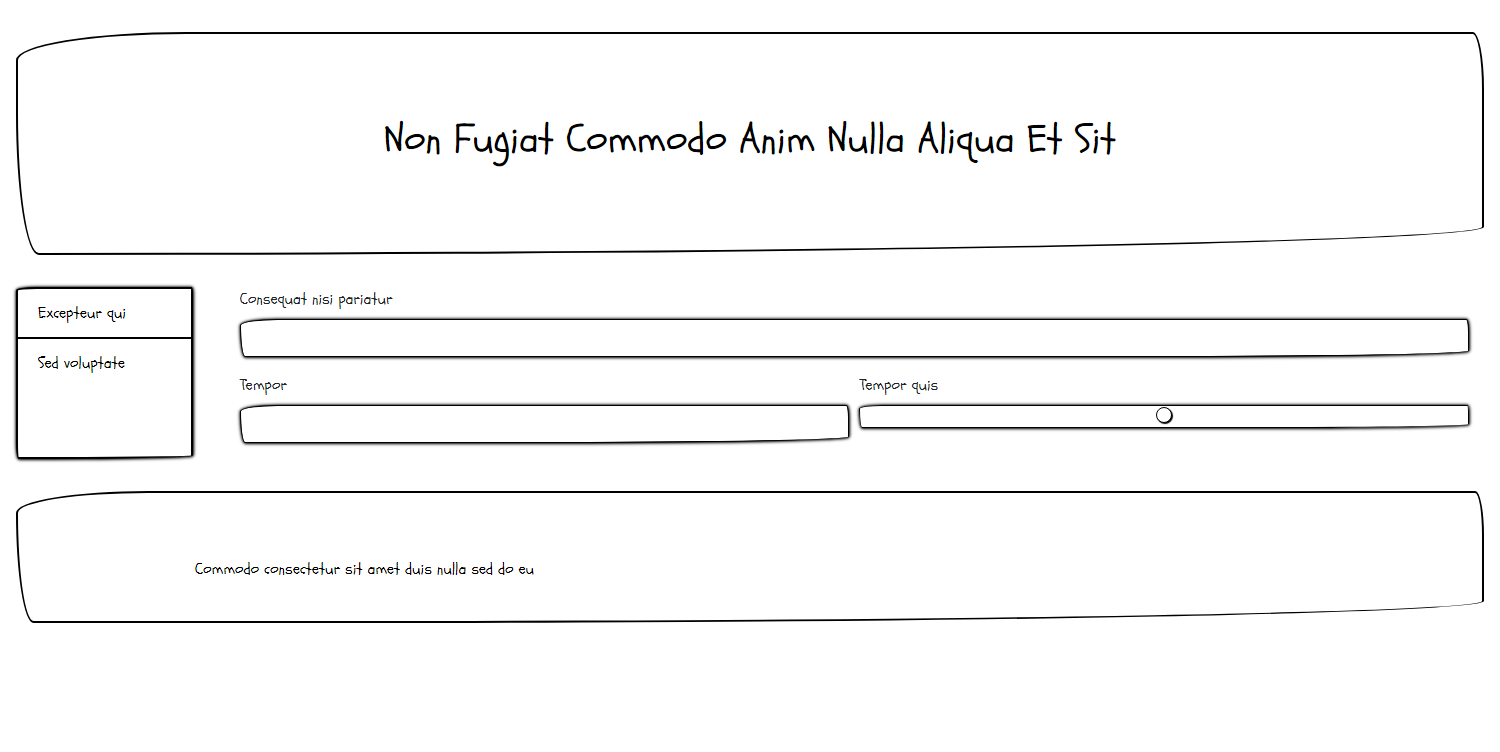 Non Fugiat Commodo Anim Nulla Aliqua Et Sit
Excepteur qui
Sed voluptate
Consequat nisi pariatur
Tempor
Tempor quis
Commodo consectetur sit amet duis nulla sed do eu